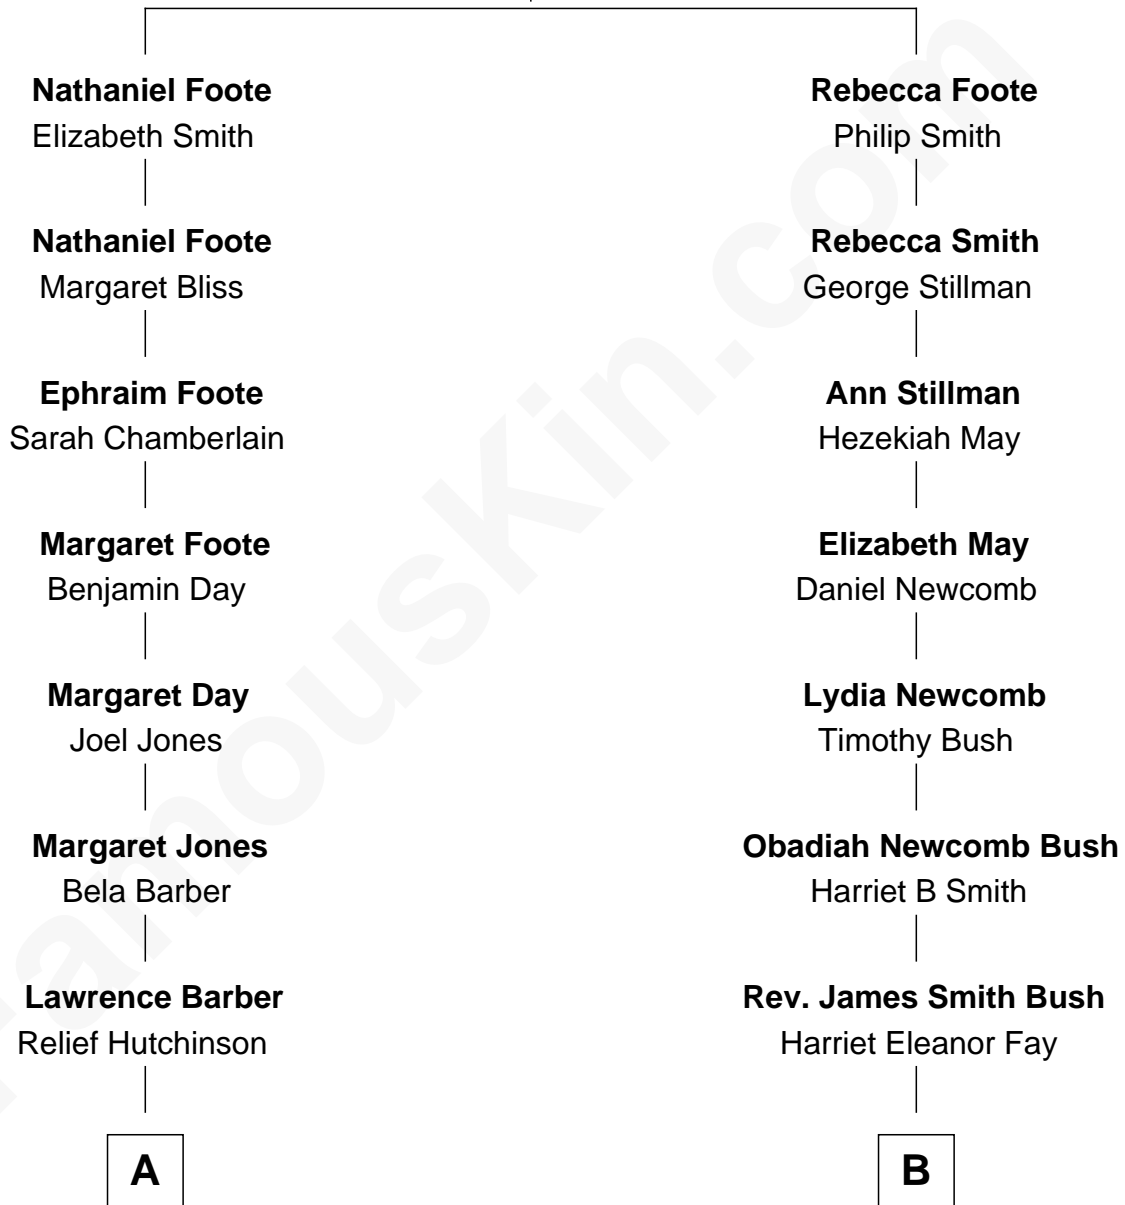 Nathaniel Foote
Elizabeth Smith
Nathaniel Foote
Margaret Bliss
Ephraim Foote
Sarah Chamberlain
Margaret Foote
Benjamin Day
Margaret Day
Joel Jones
Margaret Jones
Bela Barber
Lawrence Barber
Relief Hutchinson
A
Rebecca Foote
Philip Smith
Rebecca Smith
George Stillman
Ann Stillman
Hezekiah May
Elizabeth May
Daniel Newcomb
Lydia Newcomb
Timothy Bush
Obadiah Newcomb Bush
Harriet B Smith
Rev. James Smith Bush
Harriet Eleanor Fay
B
FamousKin.com